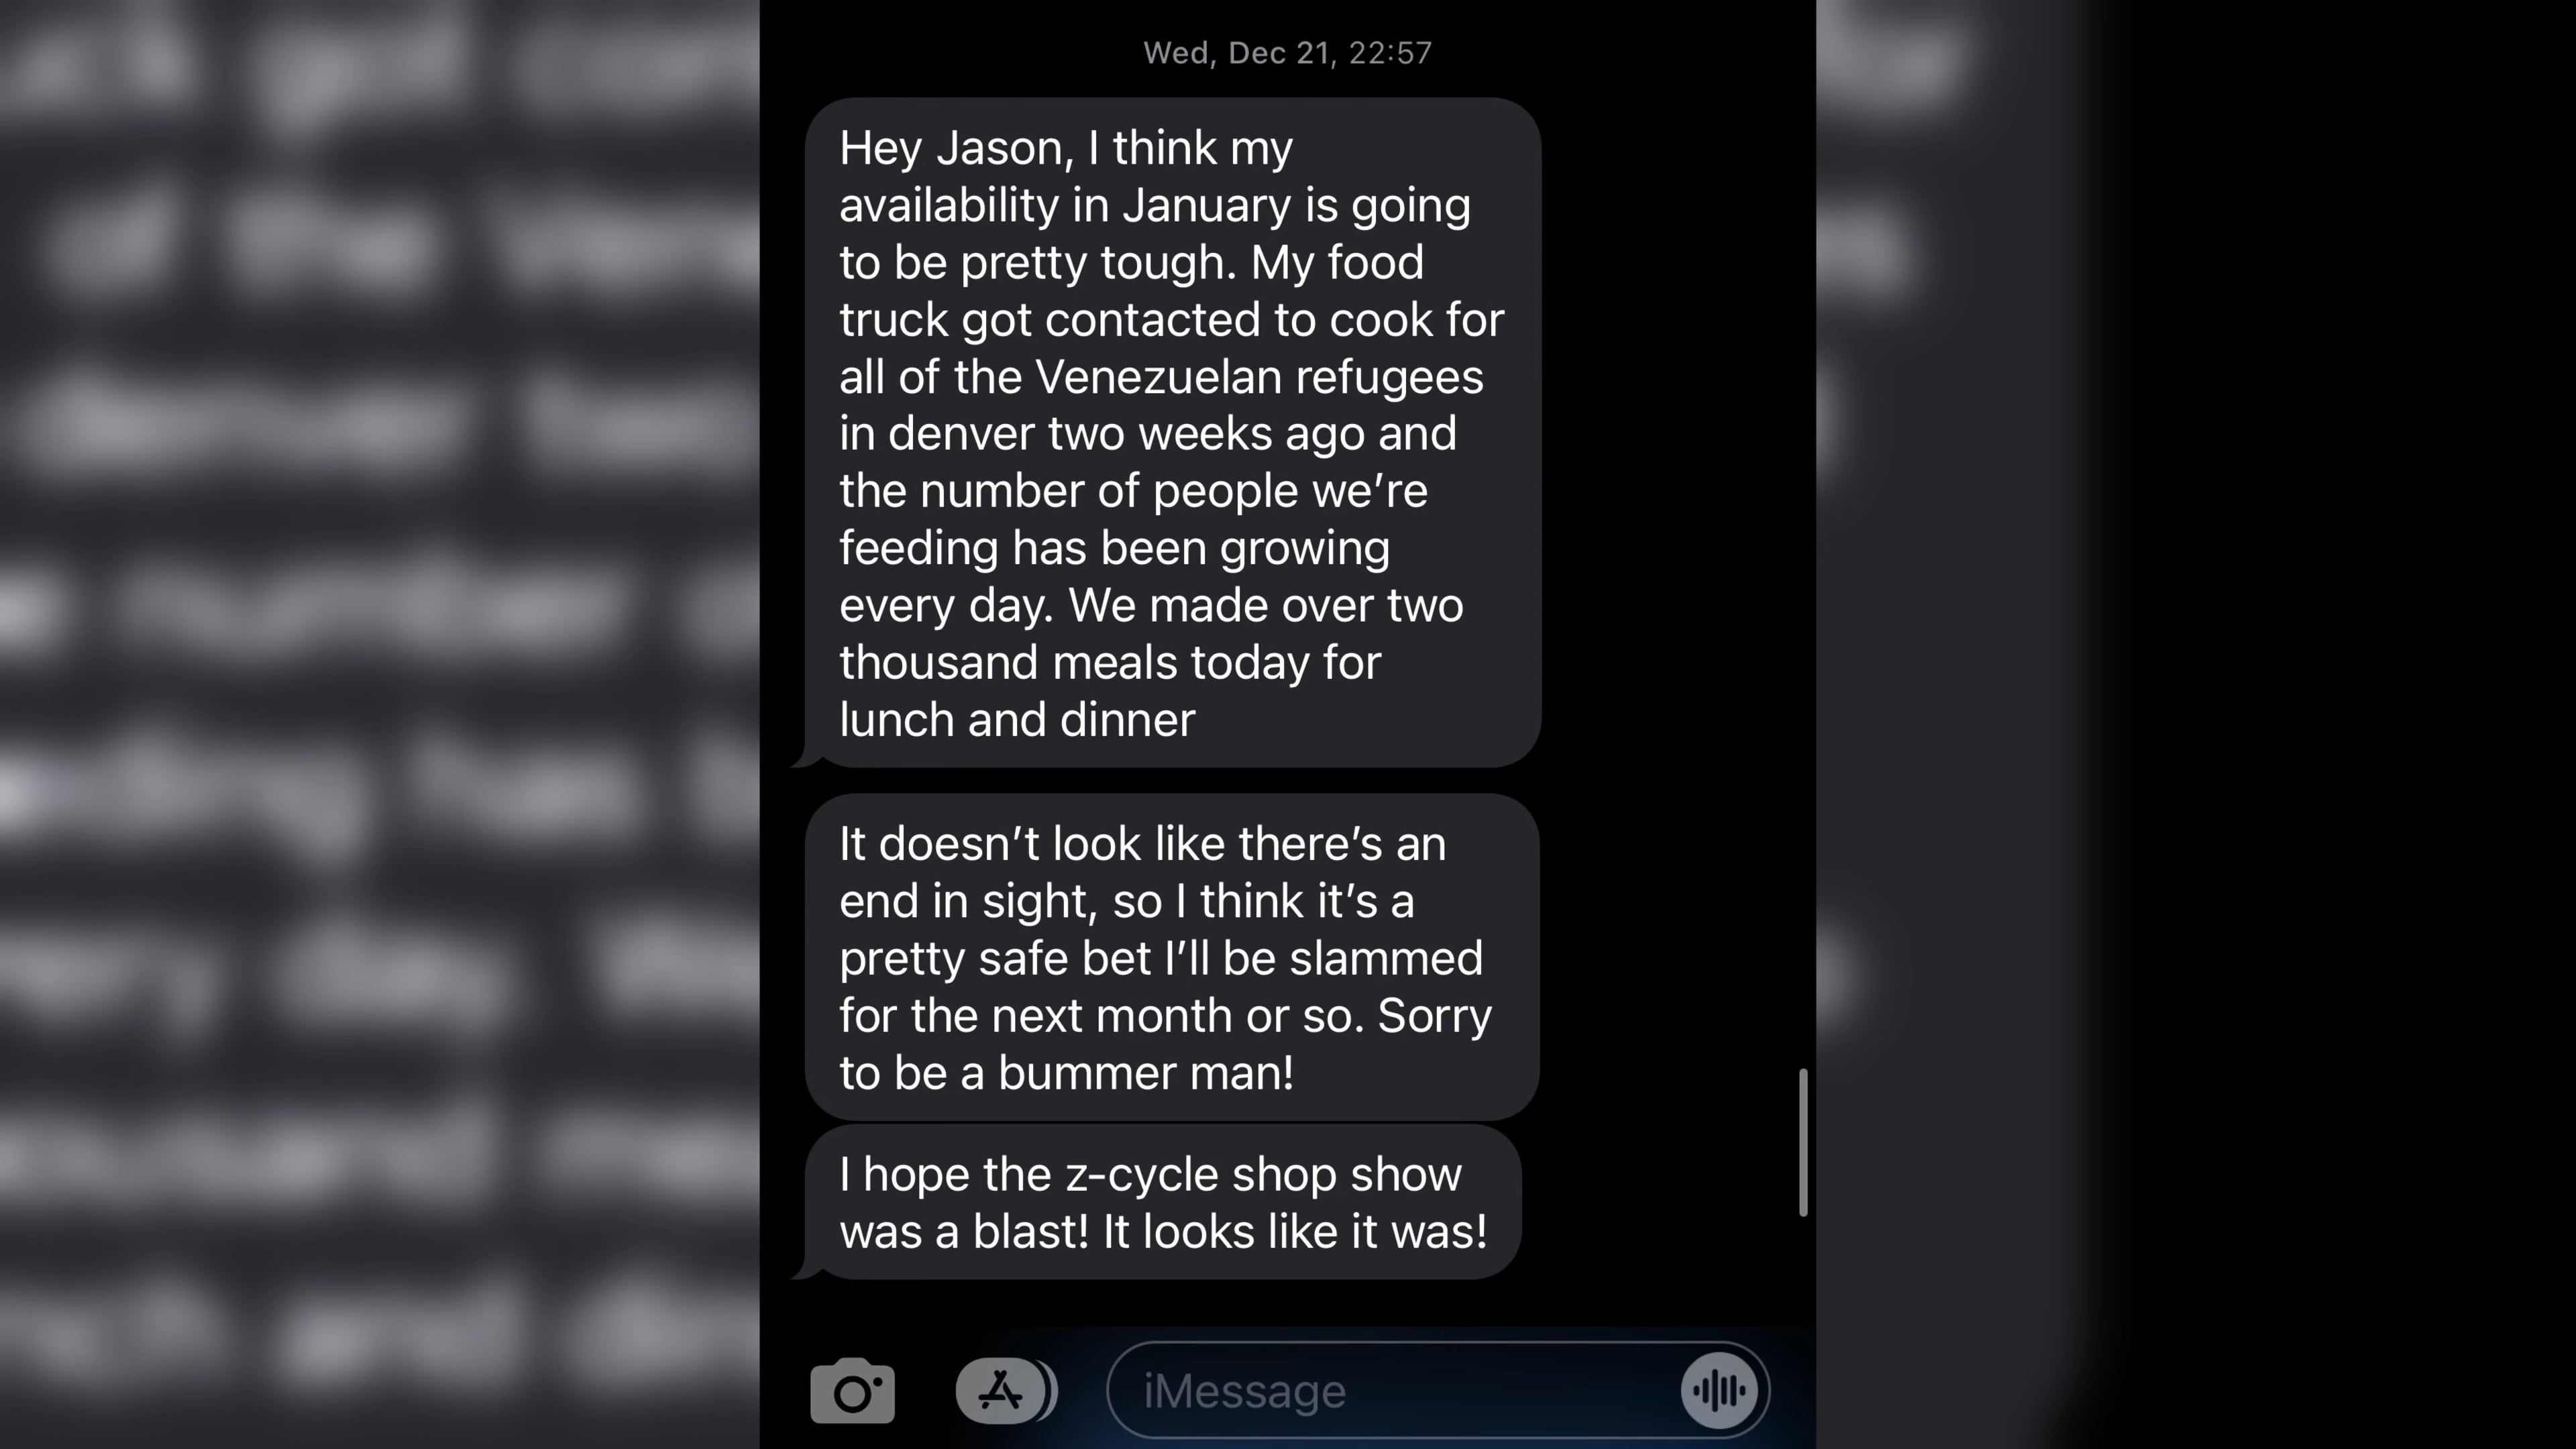 Wed, Dec 21, 22:57
Hey Jason, I think my
availability in January is going
to be pretty tough. My food
truck got contacted to cook for
all of the Venezuelan refugees
in denver two weeks ago and
the number of people we’re
feeding has been growing
every day. We made over two
thousand meals today for
lunch and dinner
It doesn’t look like there’s an
end in sight, so I think it’s a
pretty safe bet I’ll be slammed
for the next month or so. Sorry
to be a bummer man!
I hope the z-cycle shop show
was a blast! It looks like it was!
iMessage